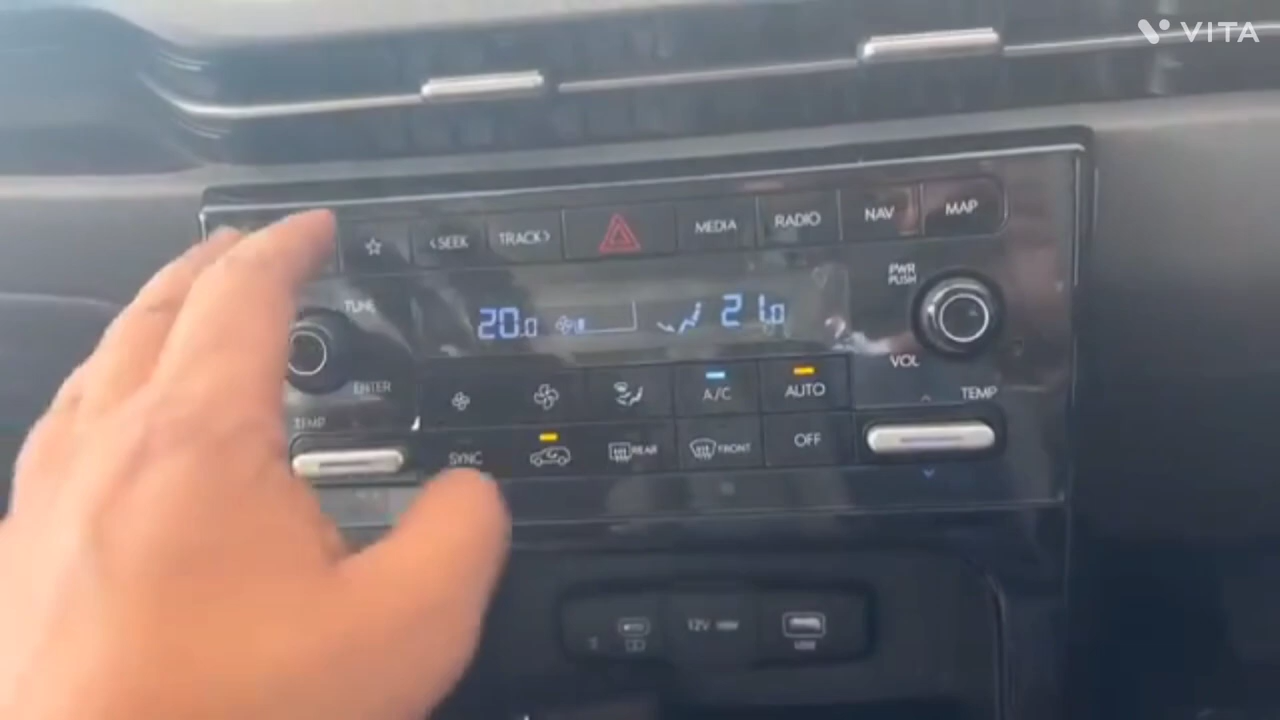 VITA
☆ <SEEK TRACK> MEDIA RADIO NAV MAP
TUNE
PWR
PUSH
20.0 21.0
ENTER
A/C AUTO
VOL
TEMP
TEMP
SYNC REAR FRONT OFF
12V